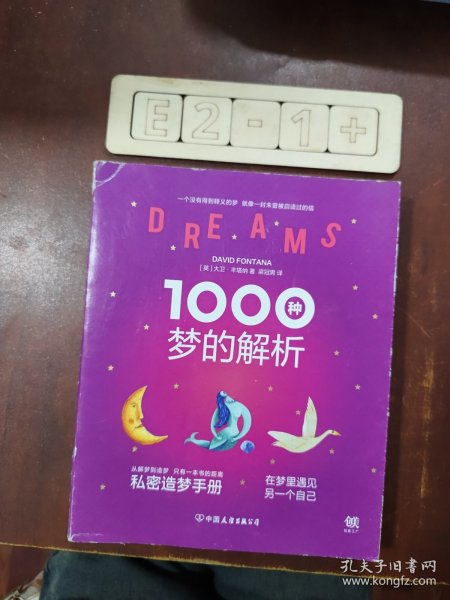 E2-1+
一个没有得到释义的梦 就像一封未曾被启读过的信
DREAMS
DAVID FONTANA
[英]大卫·丰塔纳 著 梁冠男 译
1000种
梦的解析
从解梦到造梦 只有一本书的距离
私密造梦手册
在梦里遇见
另一个自己
中国友谊出版公司
孔夫子旧书网
www.kongfz.com